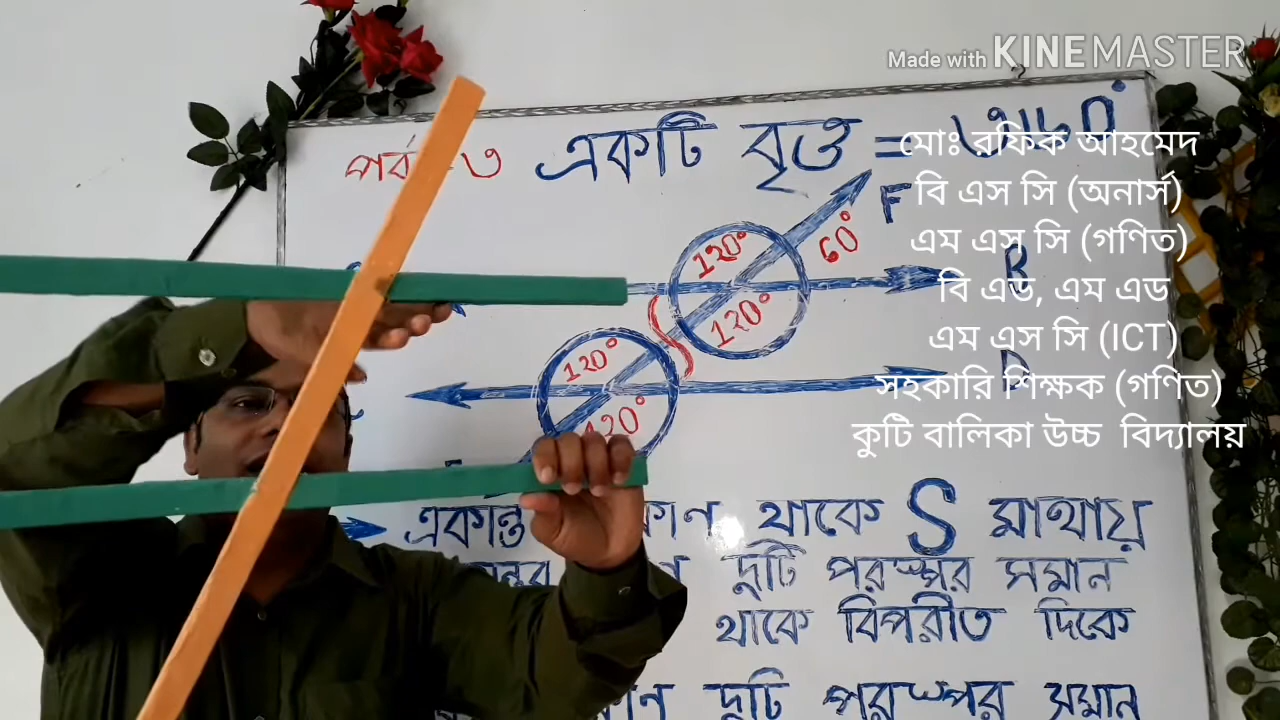 Made with KINEMASTER
পর্ব - ৩ একটি বৃত্ত = ৩৬০°
মোঃ রফিক আহমেদ
বি এস সি (অনার্স)
এম এস সি (গণিত)
বি এড, এম এড
এম এস সি (ICT)
সহকারি শিক্ষক (গণিত)
কুটি বালিকা উচ্চ বিদ্যালয়
F
120° 60°
B
120°
120°
D
120°
একান্ত থাকে S মাথায়
দুটি পরস্পর সমান
থাকে বিপরীত দিকে
দুটি পরস্পর সমান